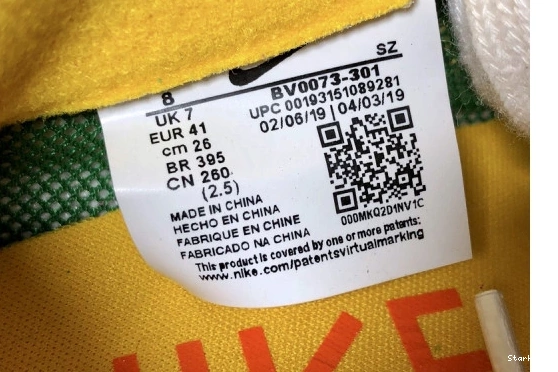 SZ
8
BV0073-301
UK 7
UPC 00193151089281
EUR 41
02/06/19 | 04/03/19
cm 26
BR 395
CN 260
(2.5)
000MKQ2D1NV1C
MADE IN CHINA
HECHO EN CHINA
FABRIQUE EN CHINE
FABRICADO NA CHINA
This product is covered by one or more patents:
www.nike.com/patentsvirtualmarking
NIKE